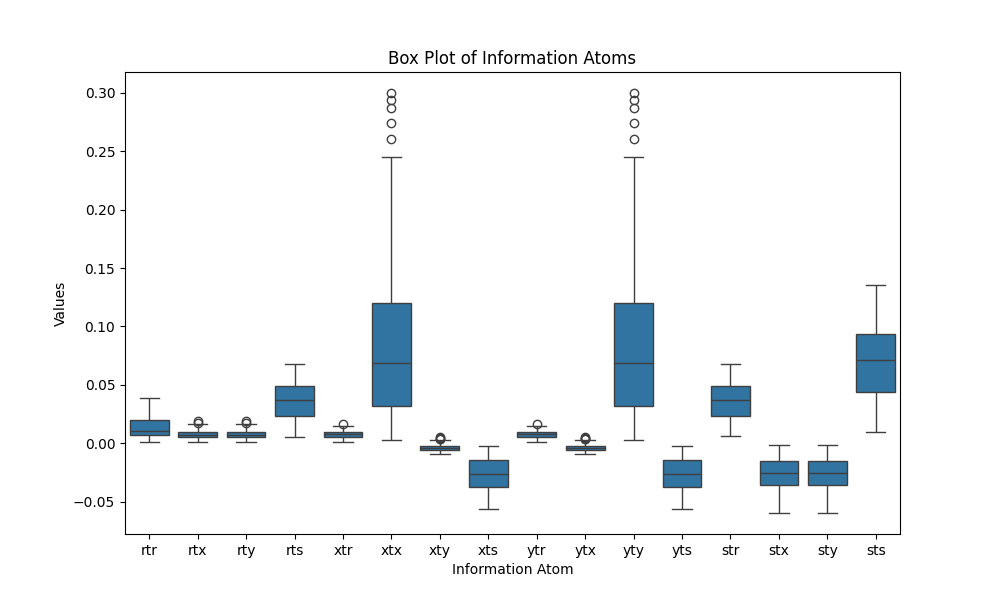 Box Plot of Information Atoms
Values
0.30
0.25
0.20
0.15
0.10
0.05
0.00
−0.05
rtr rtx rty rts xtr xtx xty xts ytr ytx yty yts str stx sty sts
Information Atom